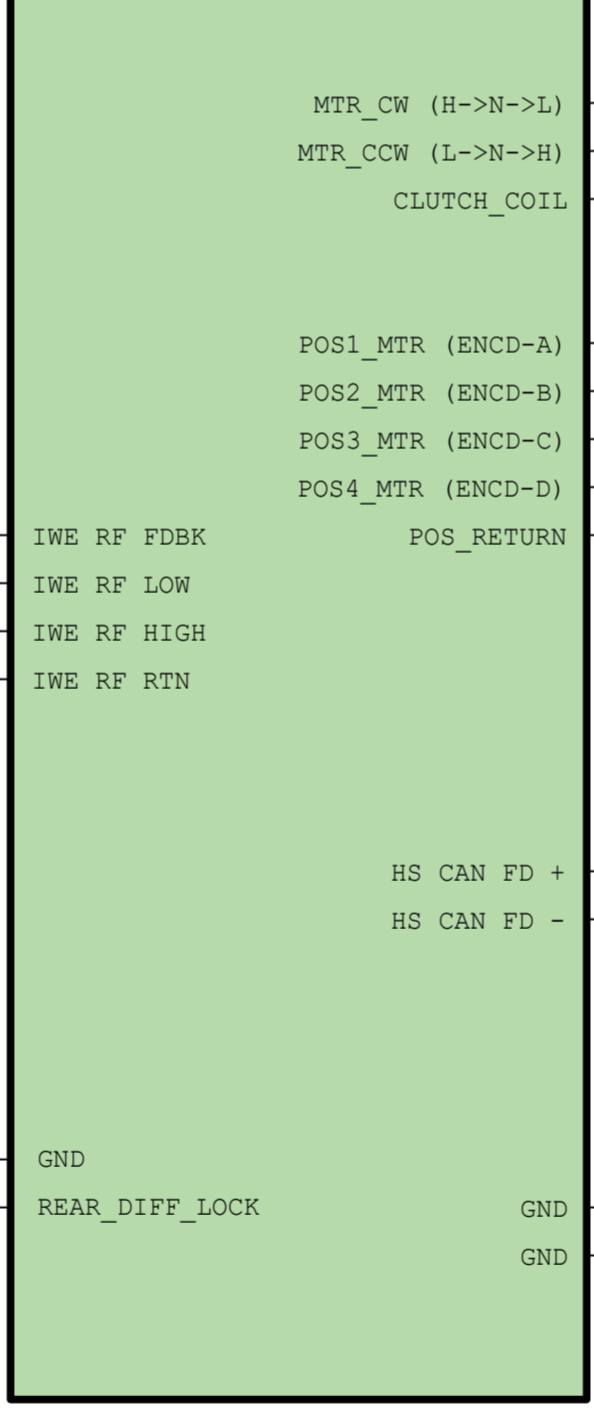 MTR_CW (H->N->L)
MTR_CCW (L->N->H)
CLUTCH_COIL
POS1_MTR (ENCD-A)
POS2_MTR (ENCD-B)
POS3_MTR (ENCD-C)
POS4_MTR (ENCD-D)
IWE RF FDBK POS_RETURN
IWE RF LOW
IWE RF HIGH
IWE RF RTN
HS CAN FD +
HS CAN FD -
GND
REAR_DIFF_LOCK GND
GND